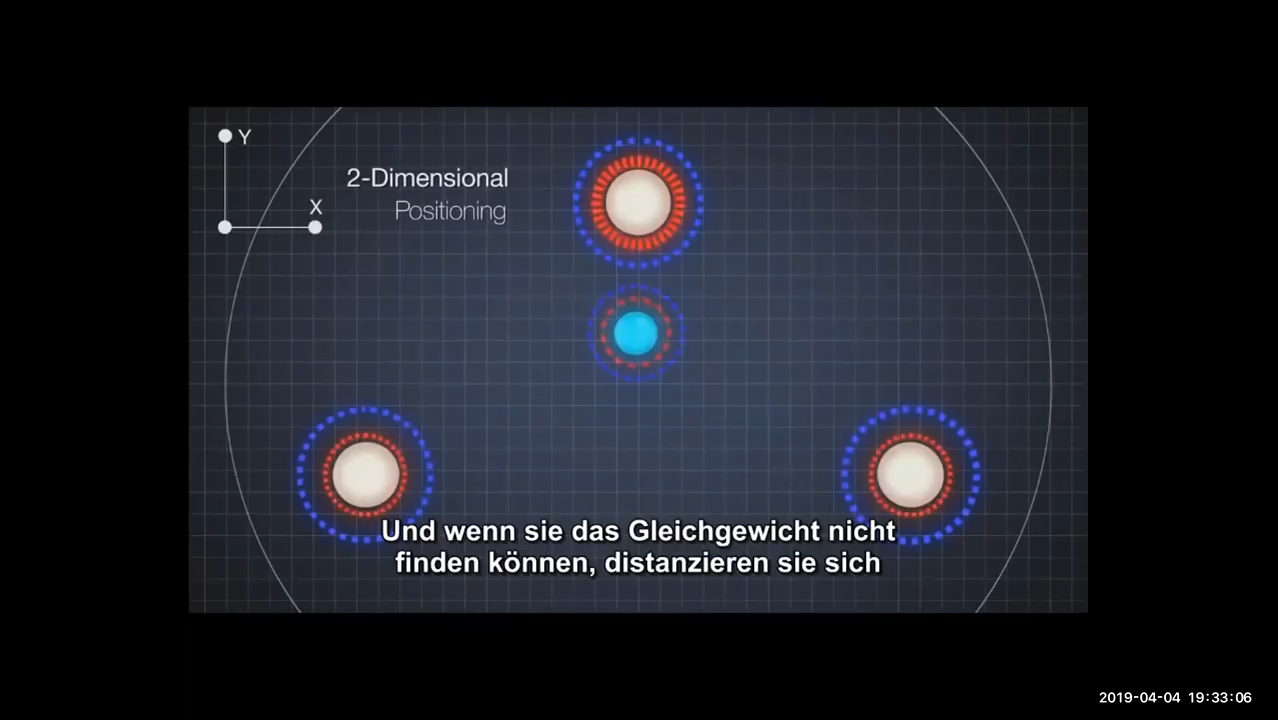 Y
2-Dimensional
X
Positioning
Und wenn sie das Gleichgewicht nicht
finden können, distanzieren sie sich
2019-04-04 19:33:06